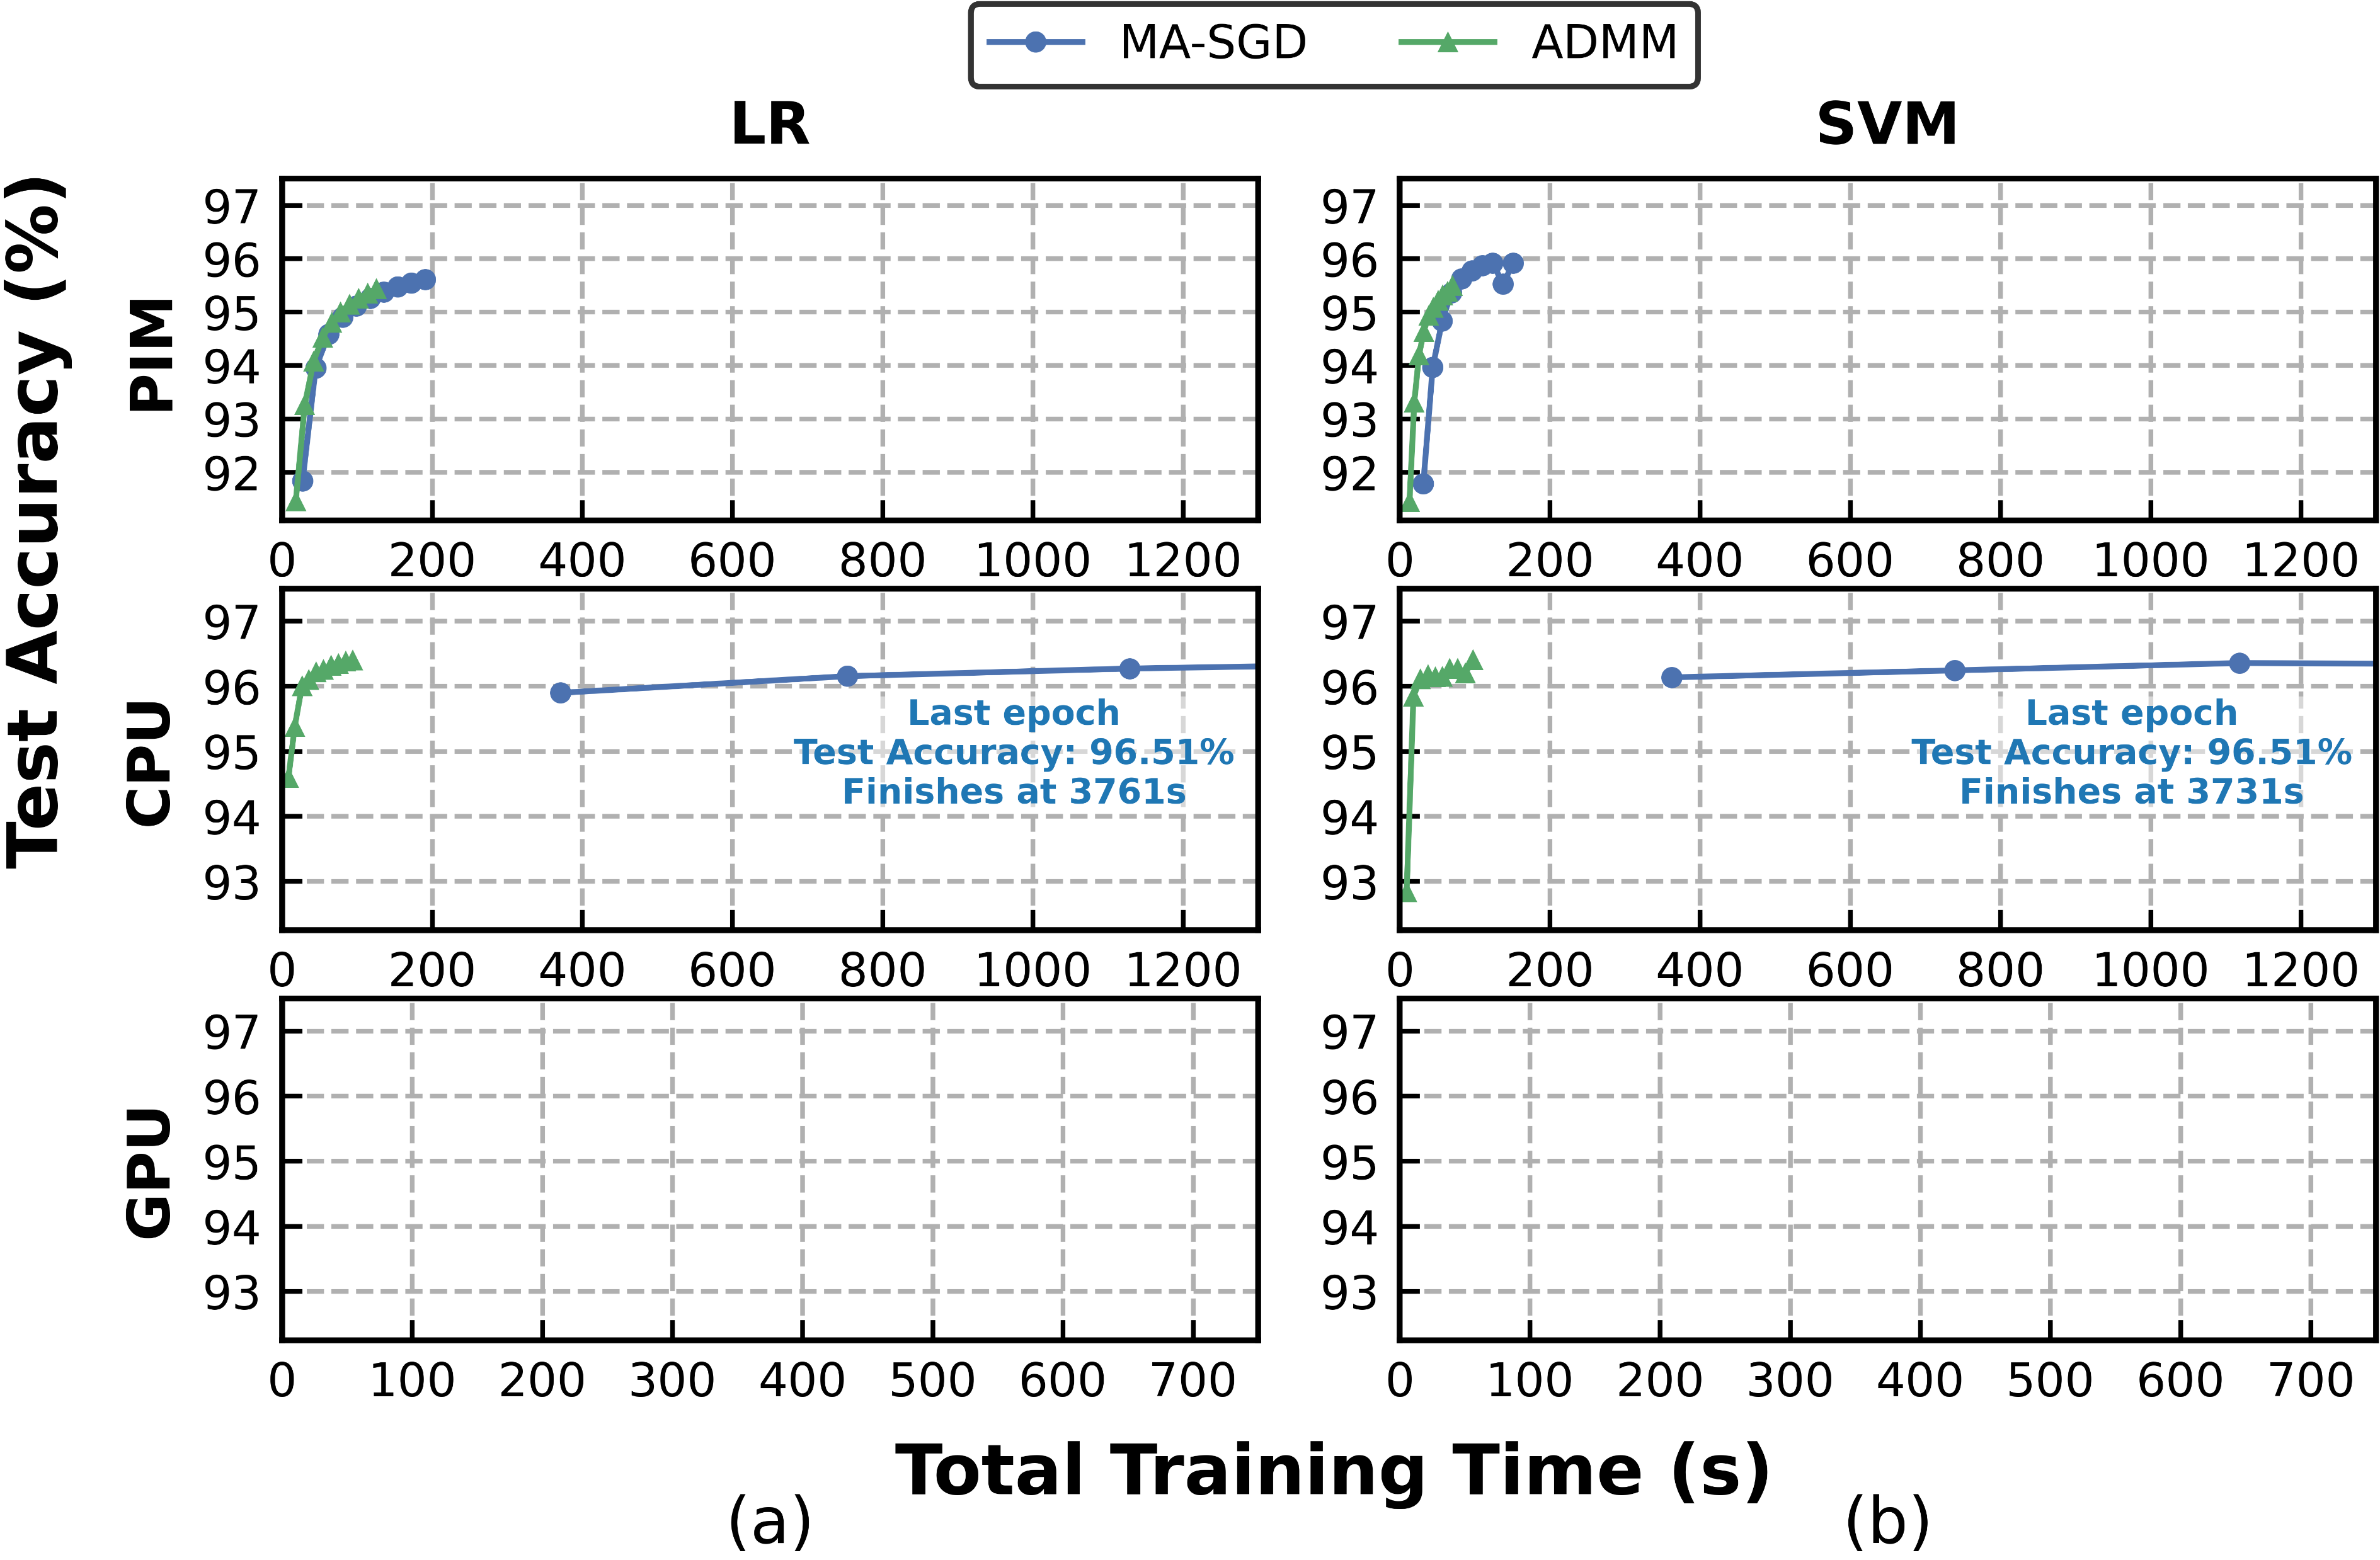 MA-SGD ADMM
LR SVM
Test Accuracy (%)
PIM
97 97
96 96
95 95
94 94
93 93
92 92
0 200 400 600 800 1000 1200 0 200 400 600 800 1000 1200
CPU
97 97
96 96
Last epoch Last epoch
95 Test Accuracy: 96.51% 95 Test Accuracy: 96.51%
Finishes at 3761s Finishes at 3731s
94 94
93 93
0 200 400 600 800 1000 1200 0 200 400 600 800 1000 1200
GPU
97 97
96 96
95 95
94 94
93 93
0 100 200 300 400 500 600 700 0 100 200 300 400 500 600 700
Total Training Time (s)
(a) (b)